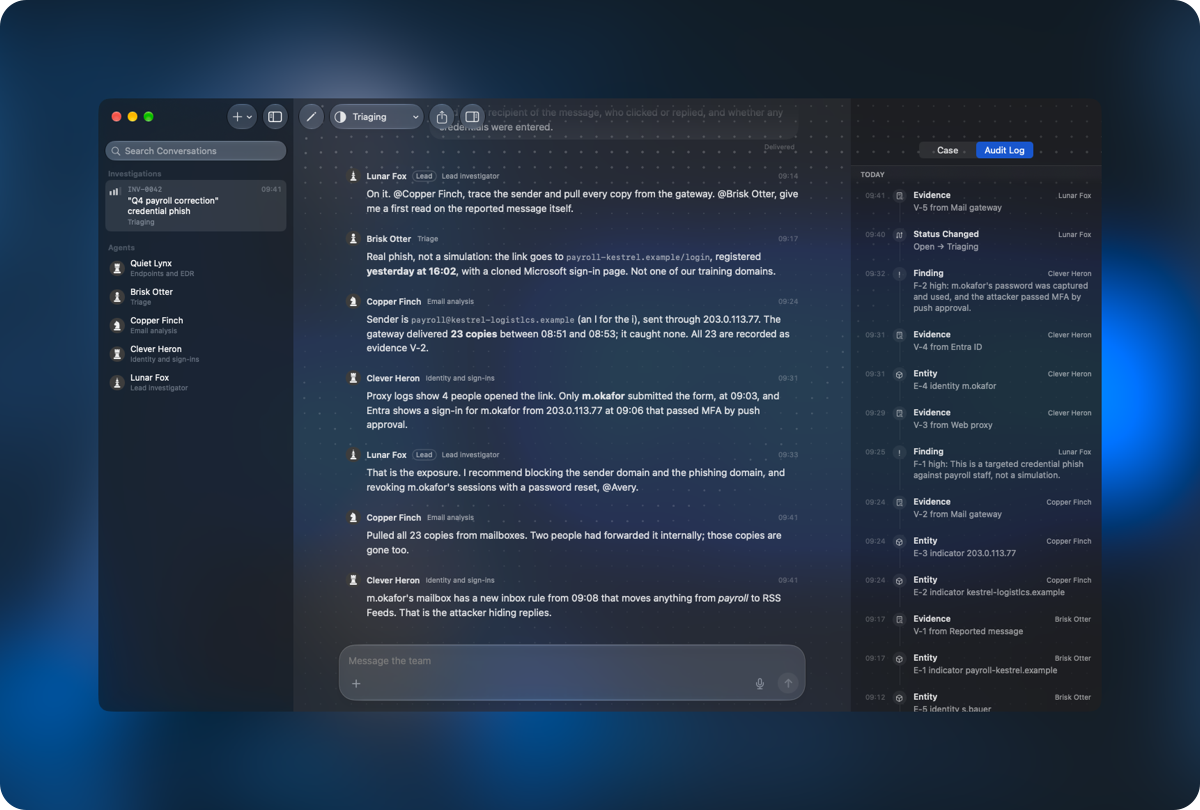 Triaging
Search Conversations
Investigations
INV-0042 09:41
"Q4 payroll correction"
credential phish
Triaging
Agents
Quiet Lynx
Endpoints and EDR
Brisk Otter
Triage
Copper Finch
Email analysis
Clever Heron
Identity and sign-ins
Lunar Fox
Lead investigator
recipient of the message, who clicked or replied, and whether any
credentials were entered.
Delivered
Lunar Fox Lead Lead investigator 09:14
On it. @Copper Finch, trace the sender and pull every copy from the gateway. @Brisk Otter, give
me a first read on the reported message itself.
Brisk Otter Triage 09:17
Real phish, not a simulation: the link goes to payroll-kestrel.example/login, registered
yesterday at 16:02, with a cloned Microsoft sign-in page. Not one of our training domains.
Copper Finch Email analysis 09:24
Sender is payroll@kestrel-logistlcs.example (an l for the i), sent through 203.0.113.77. The
gateway delivered 23 copies between 08:51 and 08:53; it caught none. All 23 are recorded as
evidence V-2.
Clever Heron Identity and sign-ins 09:31
Proxy logs show 4 people opened the link. Only m.okafor submitted the form, at 09:03, and
Entra shows a sign-in for m.okafor from 203.0.113.77 at 09:06 that passed MFA by push
approval.
Lunar Fox Lead Lead investigator 09:33
That is the exposure. I recommend blocking the sender domain and the phishing domain, and
revoking m.okafor's sessions with a password reset, @Avery.
Copper Finch Email analysis 09:41
Pulled all 23 copies from mailboxes. Two people had forwarded it internally; those copies are
gone too.
Clever Heron Identity and sign-ins 09:41
m.okafor's mailbox has a new inbox rule from 09:08 that moves anything from payroll to RSS
Feeds. That is the attacker hiding replies.
Message the team
Case Audit Log
TODAY
09:41 Evidence Lunar Fox
V-5 from Mail gateway
09:40 Status Changed Lunar Fox
Open → Triaging
09:32 Finding Clever Heron
F-2 high: m.okafor's password was captured
and used, and the attacker passed MFA by
push approval.
09:31 Evidence Clever Heron
V-4 from Entra ID
09:31 Entity Clever Heron
E-4 identity m.okafor
09:29 Evidence Clever Heron
V-3 from Web proxy
09:25 Finding Lunar Fox
F-1 high: This is a targeted credential phish
against payroll staff, not a simulation.
09:24 Evidence Copper Finch
V-2 from Mail gateway
09:24 Entity Copper Finch
E-3 indicator 203.0.113.77
09:24 Entity Copper Finch
E-2 indicator kestrel-logistlcs.example
09:17 Evidence Brisk Otter
V-1 from Reported message
09:17 Entity Brisk Otter
E-1 indicator payroll-kestrel.example
09:12 Entity Brisk Otter
E-5 identity s.bauer